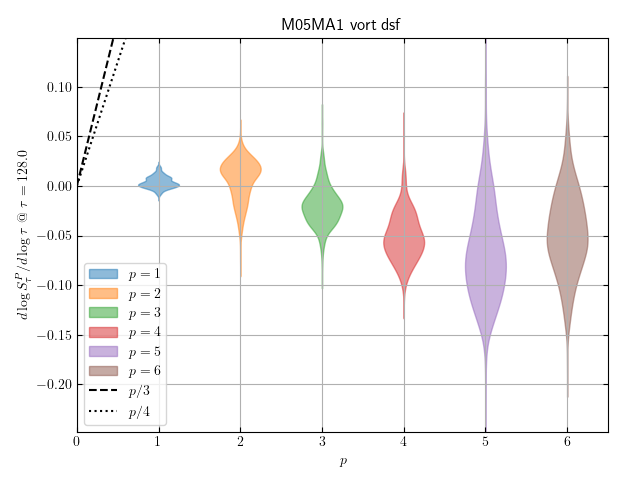 M05MA1 vort dsf
d log S_τ^P / d log τ @ τ = 128.0
0.10
0.05
0.00
−0.05
−0.10
−0.15
−0.20
p = 1
p = 2
p = 3
p = 4
p = 5
p = 6
p/3
p/4
0 1 2 3 4 5 6
p